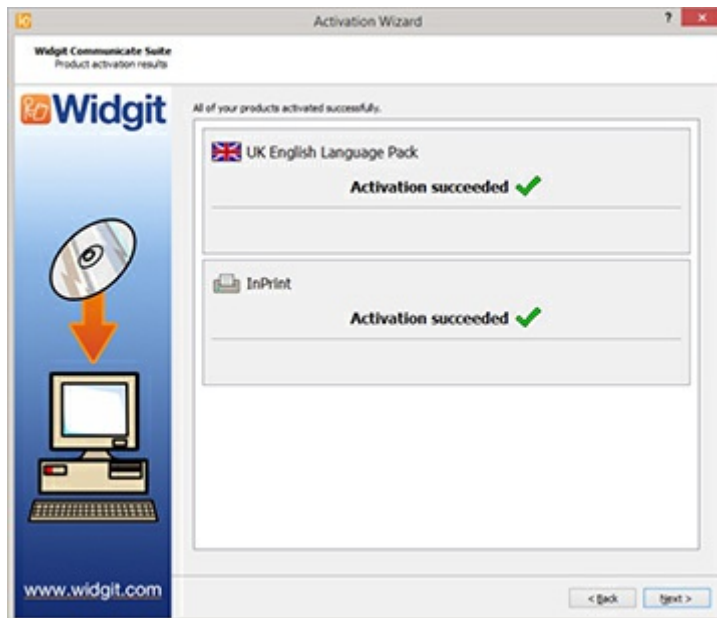 Activation Wizard
Widgit Communicate Suite
Product activation results
Widgit
All of your products activated successfully.
UK English Language Pack
Activation succeeded
InPrint
Activation succeeded
www.widgit.com
< Back
Next >